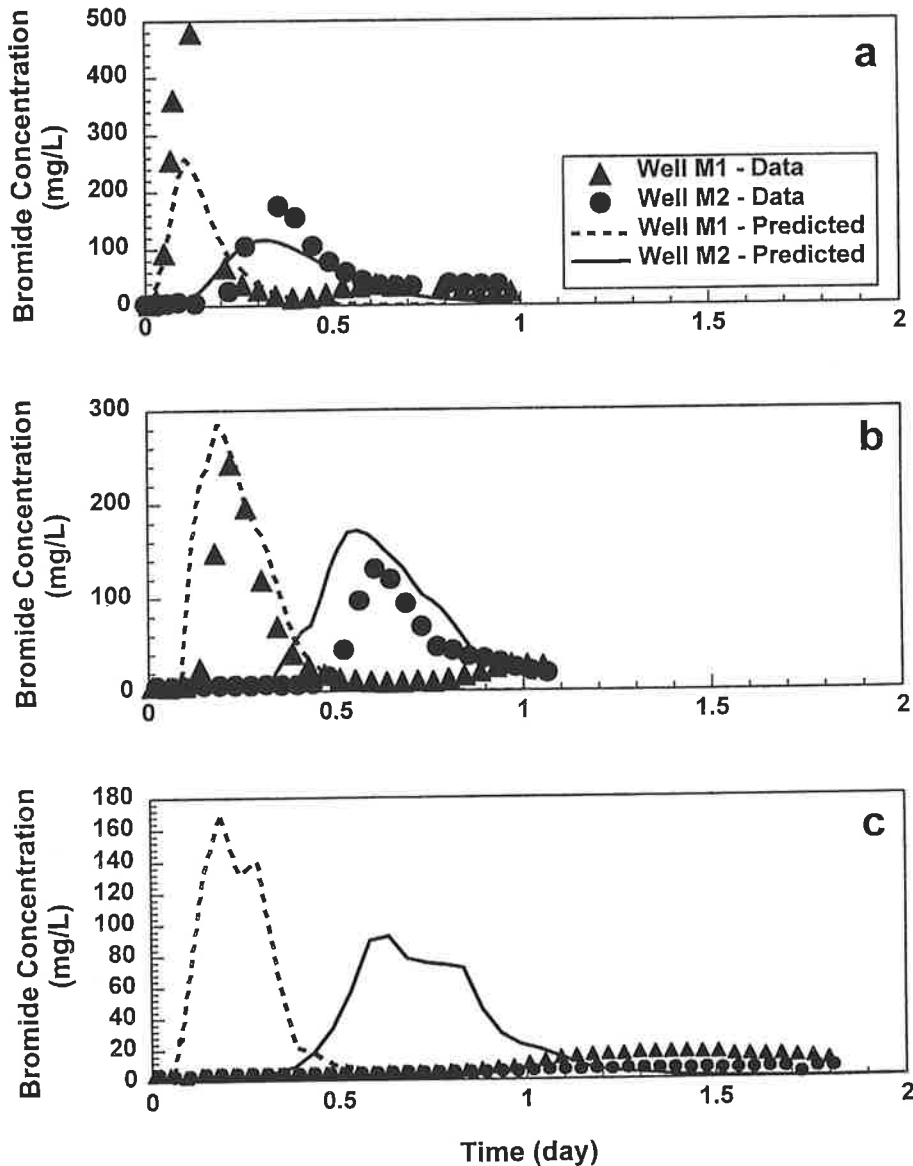 Bromide Concentration
(mg/L)
500
400
300
200
100
0
a
Well M1 - Data
Well M2 - Data
Well M1 - Predicted
Well M2 - Predicted
0
0.5
1
1.5
2
Bromide Concentration
(mg/L)
300
200
100
0
b
0
0.5
1
1.5
2
Bromide Concentration
(mg/L)
180
160
140
120
100
80
60
40
20
0
c
0
0.5
1
1.5
2
Time (day)